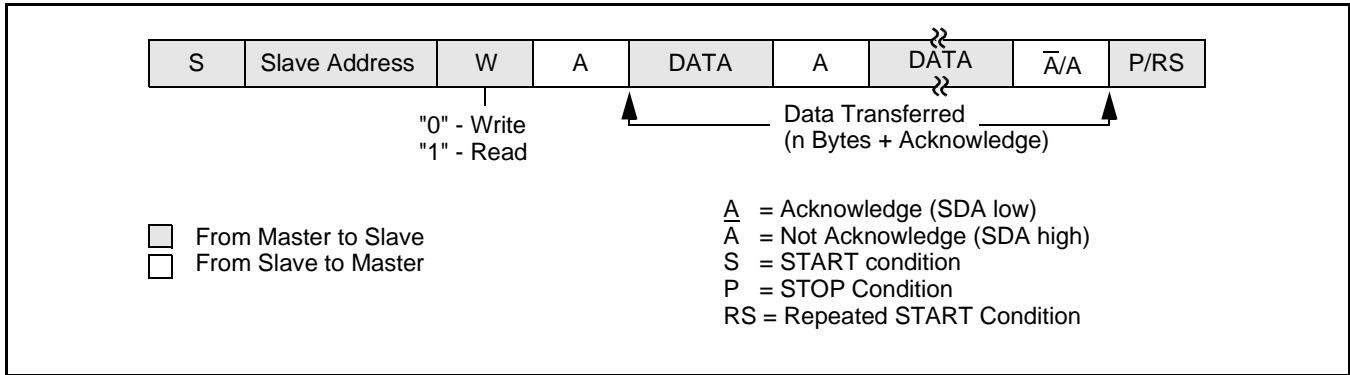 S Slave Address W A DATA A DATA A̅/A P/RS
"0" - Write
"1" - Read
Data Transferred
(n Bytes + Acknowledge)
From Master to Slave
From Slave to Master
A = Acknowledge (SDA low)
A̅ = Not Acknowledge (SDA high)
S = START condition
P = STOP Condition
RS = Repeated START Condition